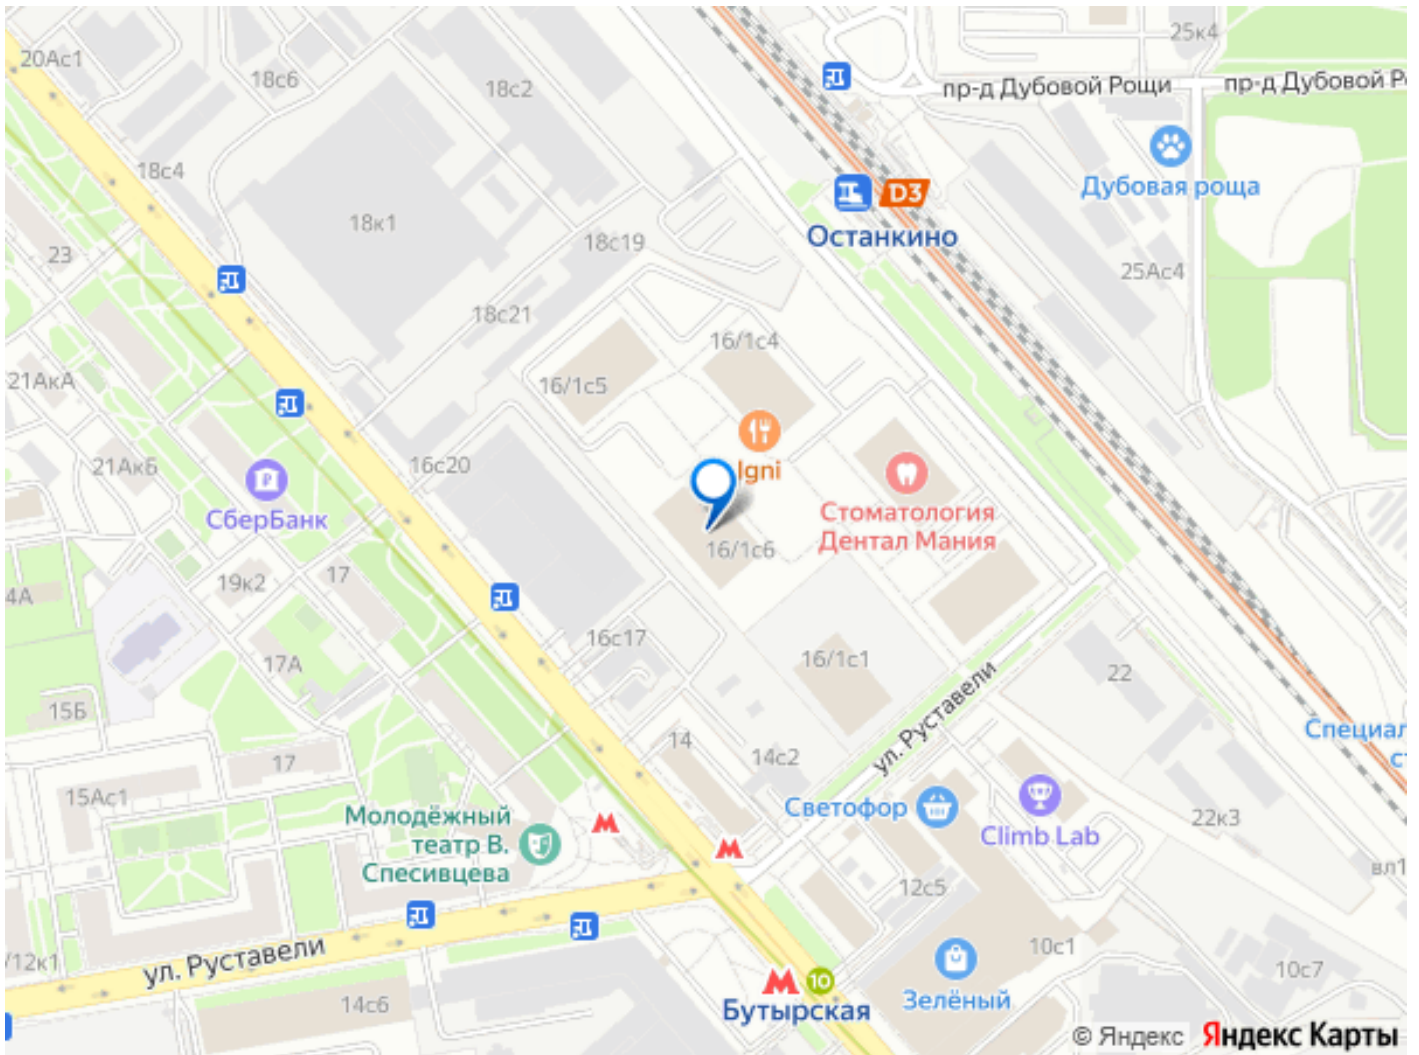 20Ас1
18с6
18с2
25к4
пр-д Дубовой Рощи
пр-д Дубовой Р
18с4
Дубовая роща
D3
Останкино
18к1
23
18с19
25Ас4
18с21
16/1с4
21АкА
16/1с5
21АкБ
16с20
Igni
СберБанк
Стоматология
Дентал Мания
16/1с6
19к2
17
4А
16с17
17А
16/1с1
22
15Б
ул. Руставели
Специал
ст
14
14с2
17
15Ас1
Молодёжный
театр В.
Спесивцева
Светофор
Climb Lab
22к3
вл1
12с5
/12к1
ул. Руставели
14с6
10с1
10с7
10
Бутырская
Зелёный
© Яндекс
Яндекс Карты